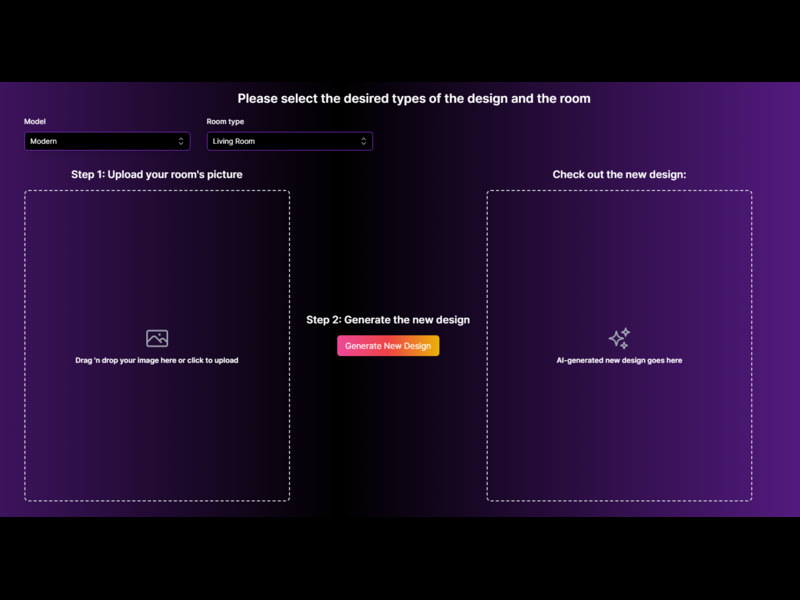 Please select the desired types of the design and the room
Model
Room type
Modern
Living Room
Step 1: Upload your room's picture
Check out the new design:
Step 2: Generate the new design
Generate New Design
Drag 'n drop your image here or click to upload
AI-generated new design goes here